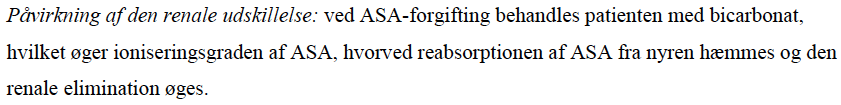 Påvirkning af den renale udskillelse: ved ASA-forgifting behandles patienten med bicarbonat,
hvilket øger ioniseringsgraden af ASA, hvorved reabsorptionen af ASA fra nyren hæmmes og den
renale elimination øges.